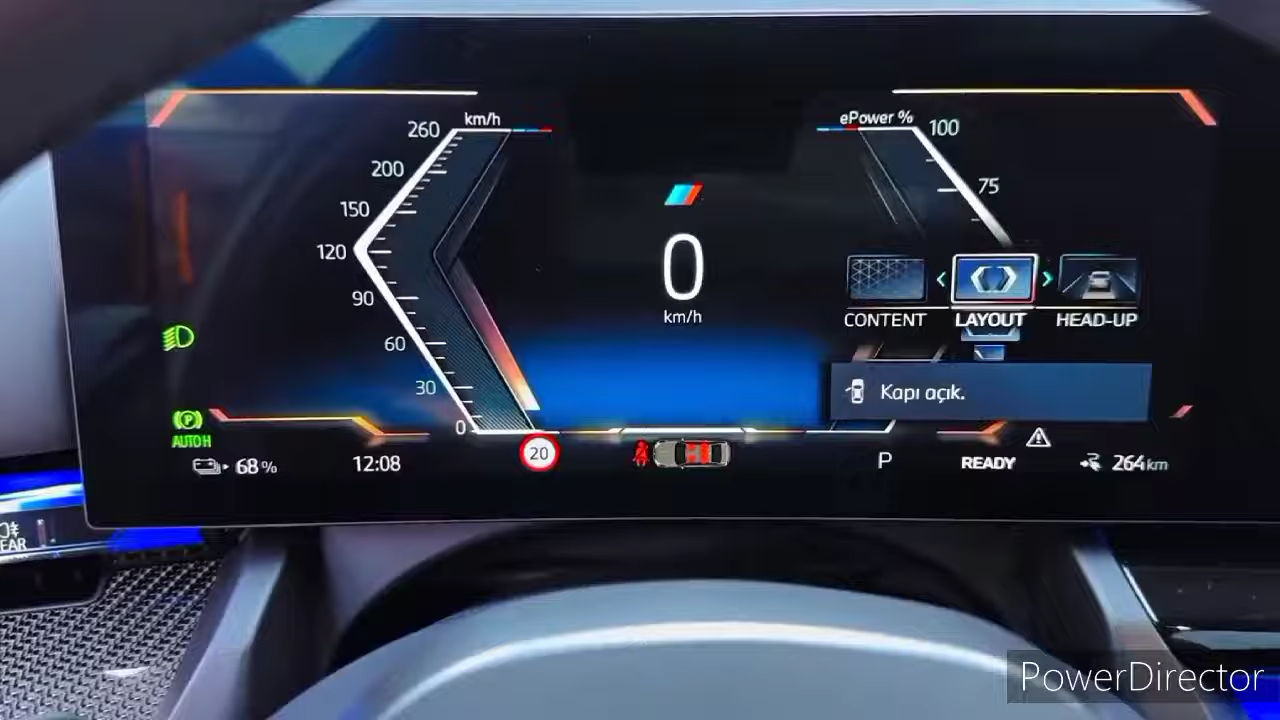 km/h
260
200
150
120
90
60
30
0
0
km/h
ePower %
100
75
CONTENT
LAYOUT
HEAD-UP
Kapı açık.
P
AUTO H
68 %
12:08
20
P
READY
264 km
EAR
PowerDirector